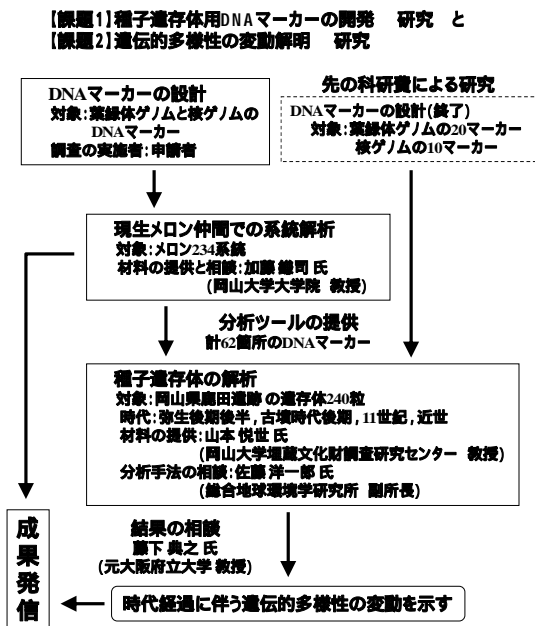 【課題1】種子遺存体用DNAマーカーの開発 研究 と
【課題2】遺伝的多様性の変動解明 研究
DNAマーカーの設計
対象:葉緑体ゲノムと核ゲノムの
DNAマーカー
調査の実施者:申請者
先の科研費による研究
DNAマーカーの設計(終了)
対象:葉緑体ゲノムの20マーカー
核ゲノムの10マーカー
現生メロン仲間での系統解析
対象:メロン234系統
材料の提供と相談:加藤 鎌司 氏
(岡山大学大学院 教授)
分析ツールの提供
計62箇所のDNAマーカー
種子遺存体の解析
対象:岡山県鹿田遺跡 の遺存体240粒
時代:弥生後期後半,古墳時代後期,11世紀,近世
材料の提供:山本 悦世 氏
(岡山大学埋蔵文化財調査研究センター 教授)
分析手法の相談:佐藤 洋一郎 氏
(総合地球環境学研究所 副所長)
結果の相談
藤下 典之 氏
(元大阪府立大学 教授)
成果発信
時代経過に伴う遺伝的多様性の変動を示す